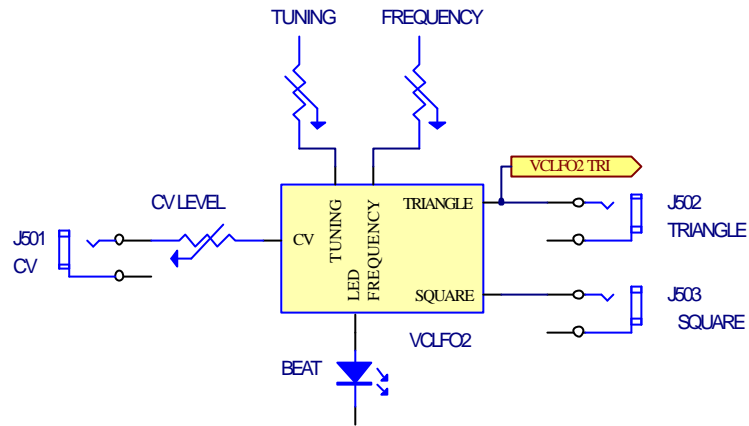 TUNING
FREQUENCY
VCLFO2 TRI
CV LEVEL
J501
CV
CV
TUNING
LED
FREQUENCY
TRIANGLE
SQUARE
J502
TRIANGLE
J503
SQUARE
VCLFO2
BEAT